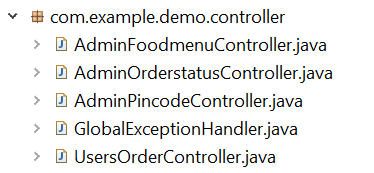 com.example.demo.controller
AdminFoodmenuController.java
AdminOrderstatusController.java
AdminPincodeController.java
GlobalExceptionHandler.java
UsersOrderController.java